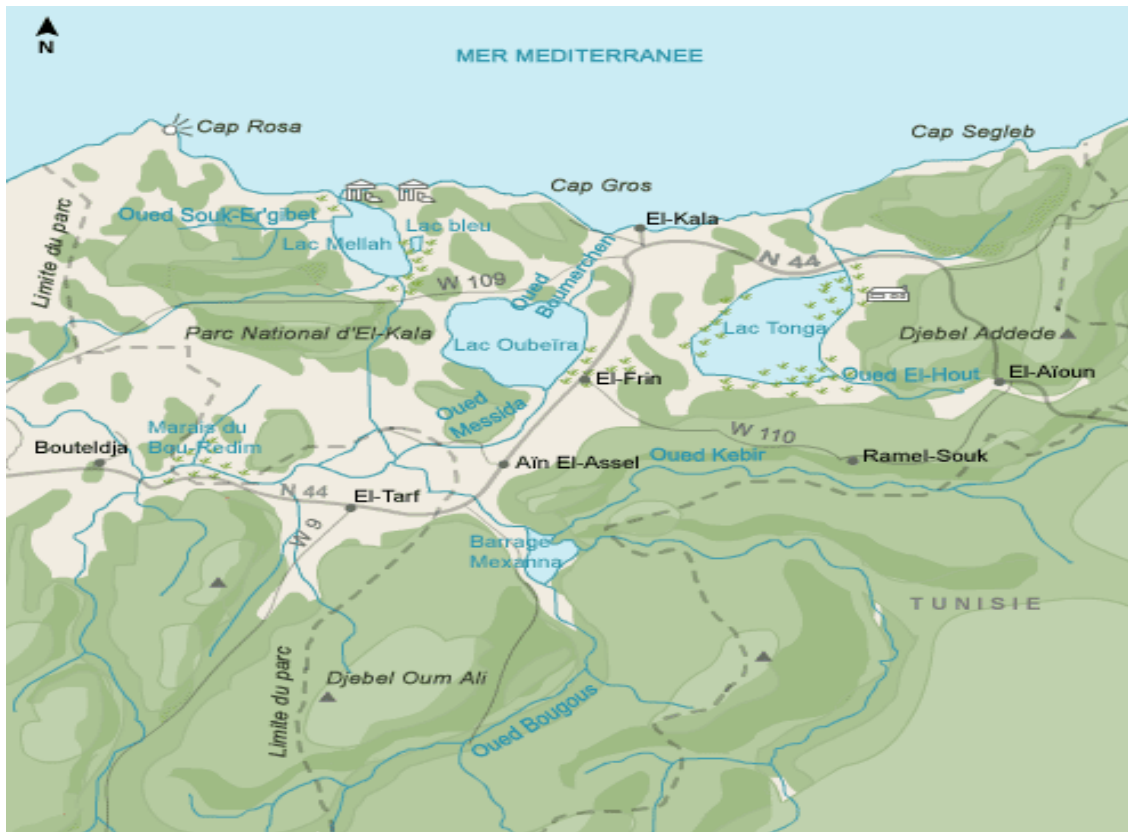 N
MER MEDITERRANEE
Cap Rosa
Cap Segleb
Cap Gros
El-Kala
Oued Souk-Er'gibet
Lac Mellah
Lac bleu
Limite du parc
W 109
Oued
Boumerchen
N 44
Parc National d'El-Kala
Lac Oubeïra
Lac Tonga
Djebel Addede
El-Frin
Oued El-Hout
El-Aïoun
Oued
Messida
Marais du
Bou-Redim
Bouteldja
W 110
Aïn El-Assel
Oued Kebir
Ramel-Souk
N 44
El-Tarf
W 9
Barrage
Mexanna
TUNISIE
Limite du parc
Djebel Oum Ali
Oued Bougous